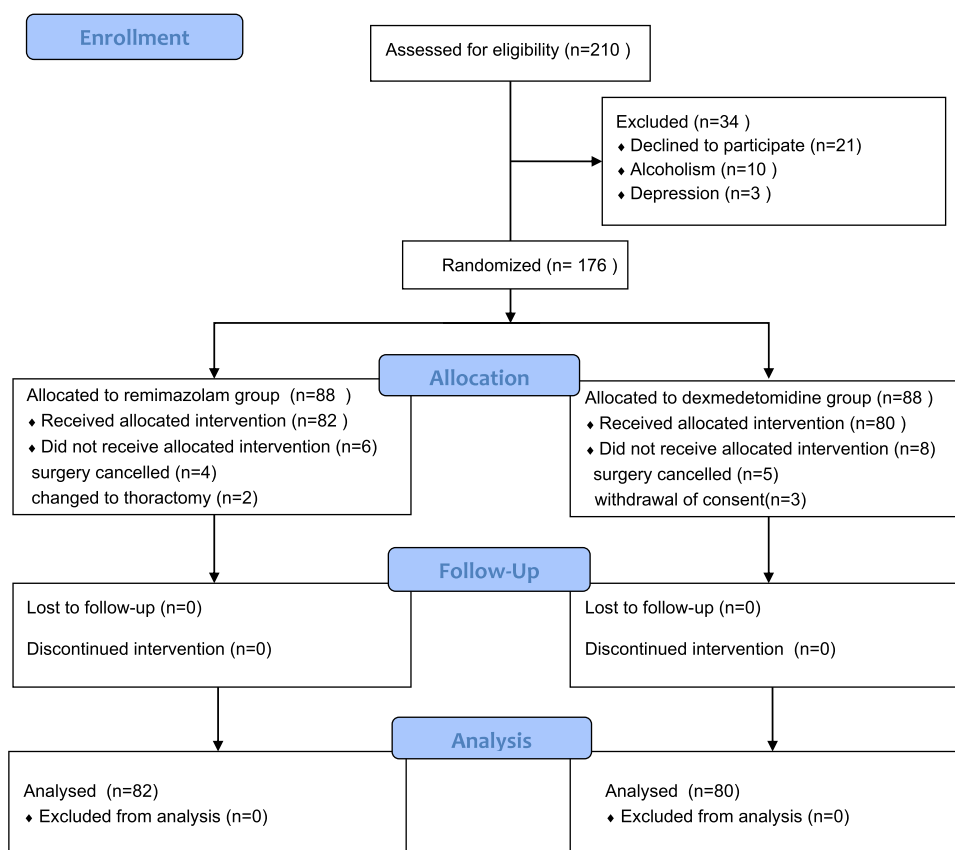 Enrollment
Assessed for eligibility (n=210 )
Excluded (n=34 )
♦ Declined to participate (n=21)
♦ Alcoholism (n=10 )
♦ Depression (n=3 )
Randomized (n= 176 )
Allocation
Allocated to remimazolam group (n=88 )
♦ Received allocated intervention (n=82 )
♦ Did not receive allocated intervention (n=6)
surgery cancelled (n=4)
changed to thoractomy (n=2)
Allocated to dexmedetomidine group (n=88 )
♦ Received allocated intervention (n=80 )
♦ Did not receive allocated intervention (n=8)
surgery cancelled (n=5)
withdrawal of consent(n=3)
Follow-Up
Lost to follow-up (n=0)
Discontinued intervention (n=0)
Lost to follow-up (n=0)
Discontinued intervention (n=0)
Analysis
Analysed (n=82)
♦ Excluded from analysis (n=0)
Analysed (n=80)
♦ Excluded from analysis (n=0)